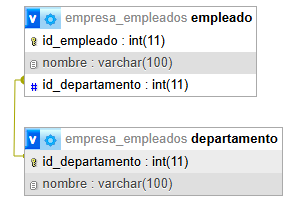 v empresa_empleados empleado
id_empleado : int(11)
nombre : varchar(100)
# id_departamento : int(11)
v empresa_empleados departamento
id_departamento : int(11)
nombre : varchar(100)